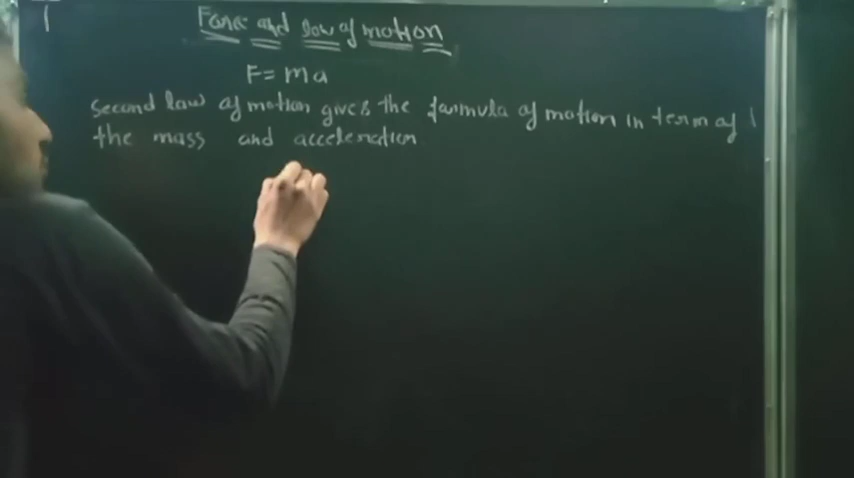 Force and low of motion
F = ma
Second law of motion gives the formula of motion in term of
the mass and acceleration